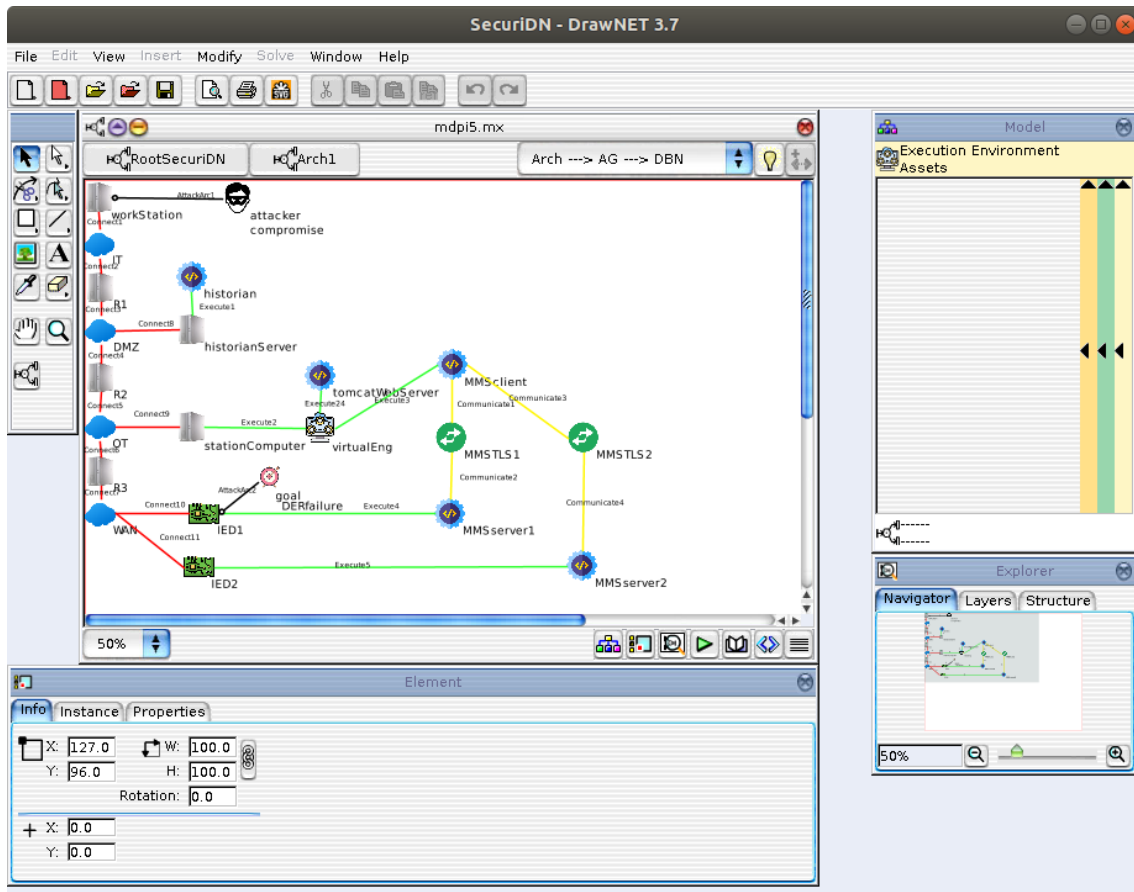 SecuriDN - DrawNET 3.7
File Edit View Insert Modify Solve Window Help
mdpi5.mx
RootSecuriDN Arch1 Arch ---> AG ---> DBN
Model
Execution Environment
Assets
AttackArc1
workStation
Connect1
attacker
compromise
IT
Connect2
historian
Execute1
R1
Connect3
Connect8
DMZ
historianServer
Connect4
MMSclient
R2
tomcatWebServer
Execute24
Execute3
Communicate1
Communicate3
Connect5
Connect9
Execute2
OT
stationComputer
virtualEng
MMSTLS1
MMSTLS2
Connect6
Communicate2
R3
AttackArc2
goal
DERfailure
Connect7
Connect10
Execute4
Communicate4
WAN
IED1
MMSserver1
Connect11
Execute5
IED2
MMSserver2
50%
------
------
Explorer
Navigator Layers Structure
50%
Element
Info Instance Properties
X: 127.0 W: 100.0
Y: 96.0 H: 100.0
Rotation: 0.0
X: 0.0
Y: 0.0